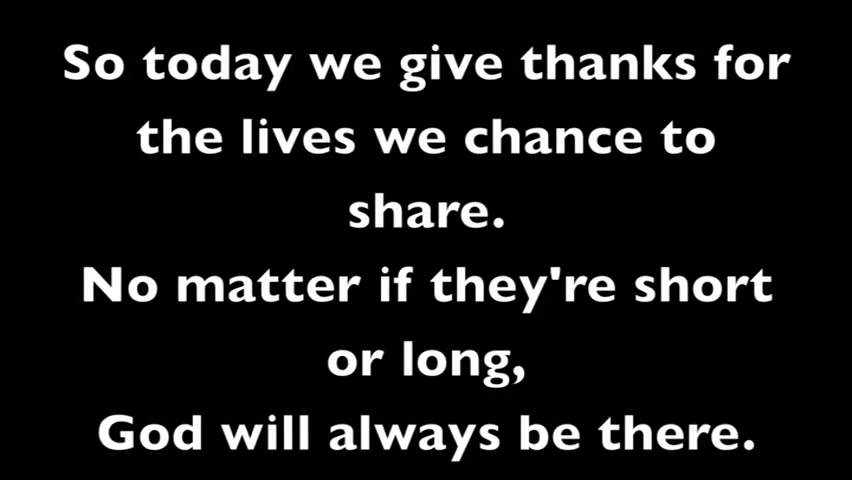 So today we give thanks for
the lives we chance to
share.
No matter if they're short
or long,
God will always be there.